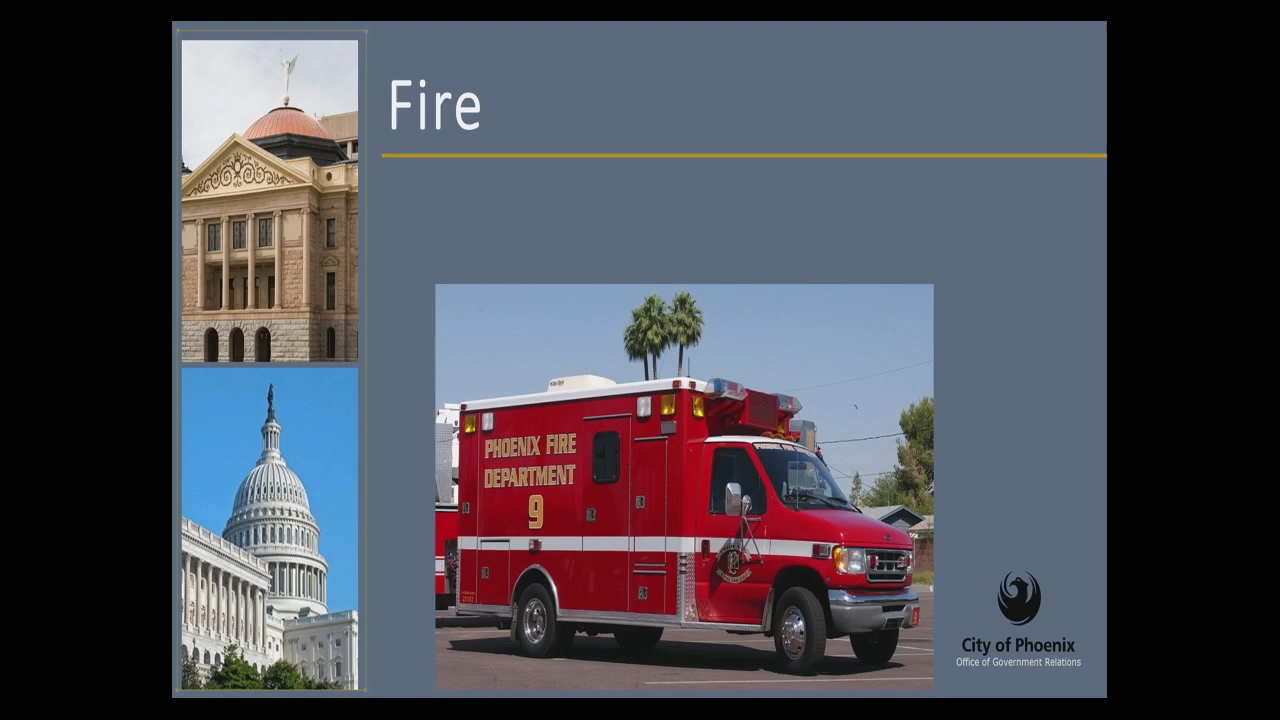 Fire
PHOENIX FIRE
DEPARTMENT
9
City of Phoenix
Office of Government Relations